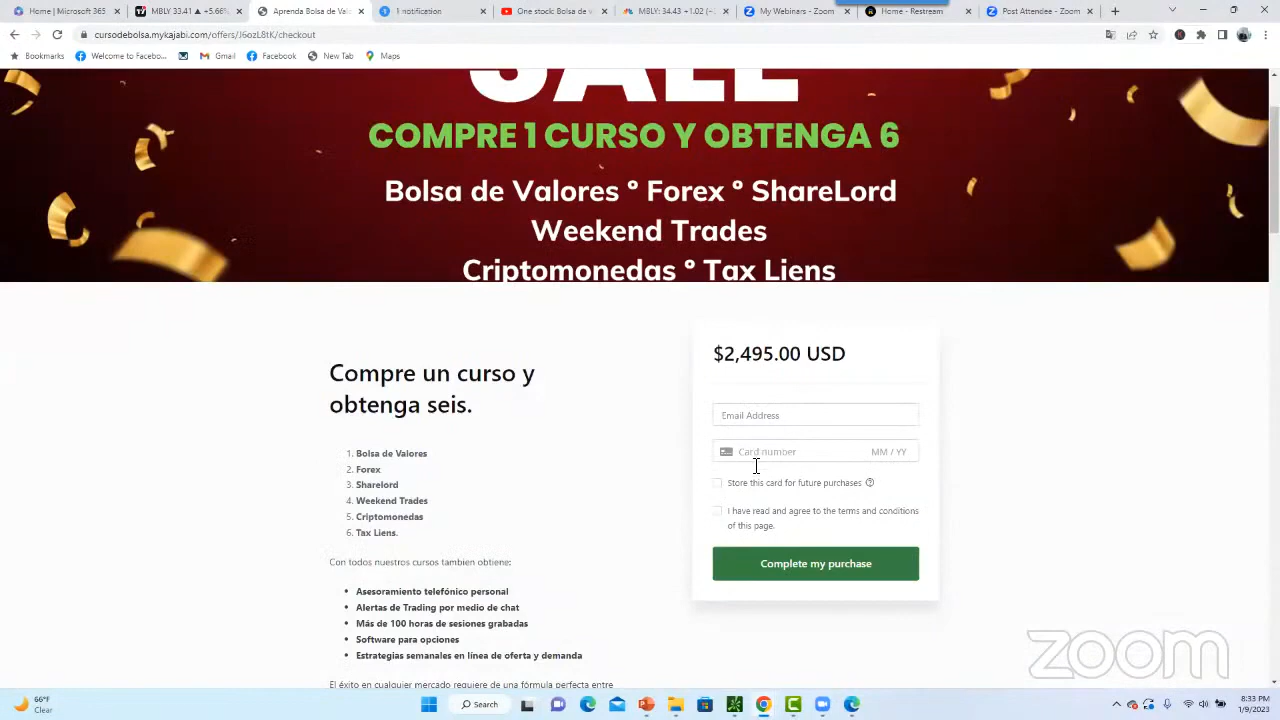 Home | Microsoft 365
MBLY 33.41 ▲ +5.66%
Aprenda Bolsa de Va
1 notification
One stock: Bolsa de
MBLY: 34.43 +1.02 (+
My Webinars - Zoom
Home - Restream
Post Attendee - Zoom
cursodebolsa.mykajabi.com/offers/J6ozL8tK/checkout
Bookmarks
Welcome to Facebo...
Gmail
Facebook
New Tab
Maps
SALE
COMPRE 1 CURSO Y OBTENGA 6
Bolsa de Valores ° Forex ° ShareLord
Weekend Trades
Criptomonedas ° Tax Liens
Compre un curso y
obtenga seis.
1. Bolsa de Valores
2. Forex
3. Sharelord
4. Weekend Trades
5. Criptomonedas
6. Tax Liens.
Con todos nuestros cursos tambien obtiene:
• Asesoramiento telefónico personal
• Alertas de Trading por medio de chat
• Más de 100 horas de sesiones grabadas
• Software para opciones
• Estrategias semanales en línea de oferta y demanda
El éxito en cualquier mercado requiere de una fórmula perfecta entre
$2,495.00 USD
Email Address
Card number MM / YY
Store this card for future purchases
I have read and agree to the terms and conditions
of this page.
Complete my purchase
zoom
66°F
Clear
Search
8:33 PM
1/9/2023